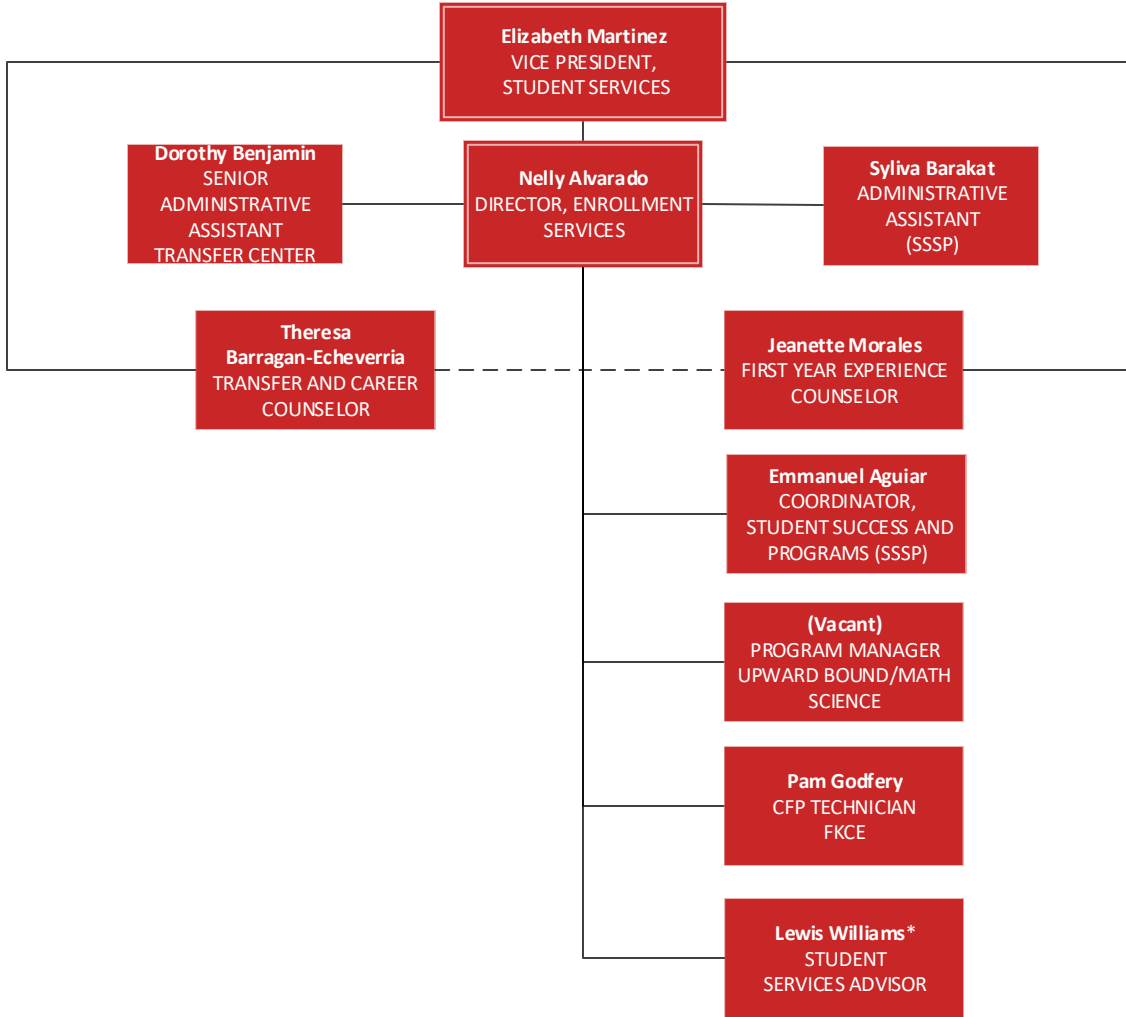 Elizabeth Martinez
VICE PRESIDENT,
STUDENT SERVICES
Dorothy Benjamin
SENIOR
ADMINISTRATIVE
ASSISTANT
TRANSFER CENTER
Nelly Alvarado
DIRECTOR, ENROLLMENT
SERVICES
Syliva Barakat
ADMINISTRATIVE
ASSISTANT
(SSSP)
Theresa
Barragan-Echeverria
TRANSFER AND CAREER
COUNSELOR
Jeanette Morales
FIRST YEAR EXPERIENCE
COUNSELOR
Emmanuel Aguiar
COORDINATOR,
STUDENT SUCCESS AND
PROGRAMS (SSSP)
(Vacant)
PROGRAM MANAGER
UPWARD BOUND/MATH
SCIENCE
Pam Godfery
CFP TECHNICIAN
FKCE
Lewis Williams*
STUDENT
SERVICES ADVISOR